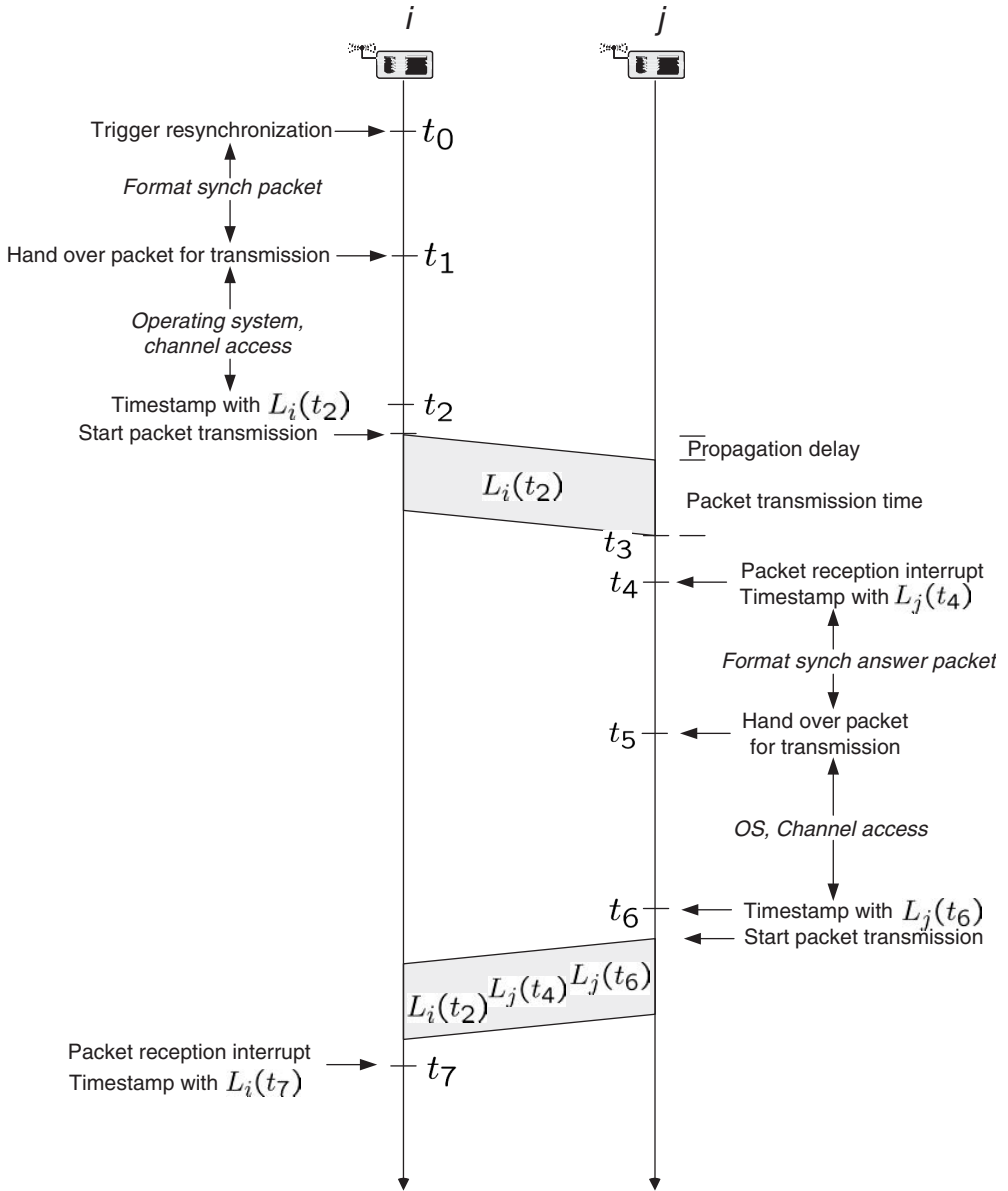 i
j
Trigger resynchronization
t₀
Format synch packet
Hand over packet for transmission
t₁
Operating system,
channel access
Timestamp with Lᵢ(t₂)
t₂
Start packet transmission
Propagation delay
Lᵢ(t₂)
Packet transmission time
t₃
Packet reception interrupt
t₄
Timestamp with Lⱼ(t₄)
Format synch answer packet
Hand over packet
t₅
for transmission
OS, Channel access
t₆
Timestamp with Lⱼ(t₆)
Start packet transmission
Lᵢ(t₂) Lⱼ(t₄) Lⱼ(t₆)
Packet reception interrupt
t₇
Timestamp with Lᵢ(t₇)